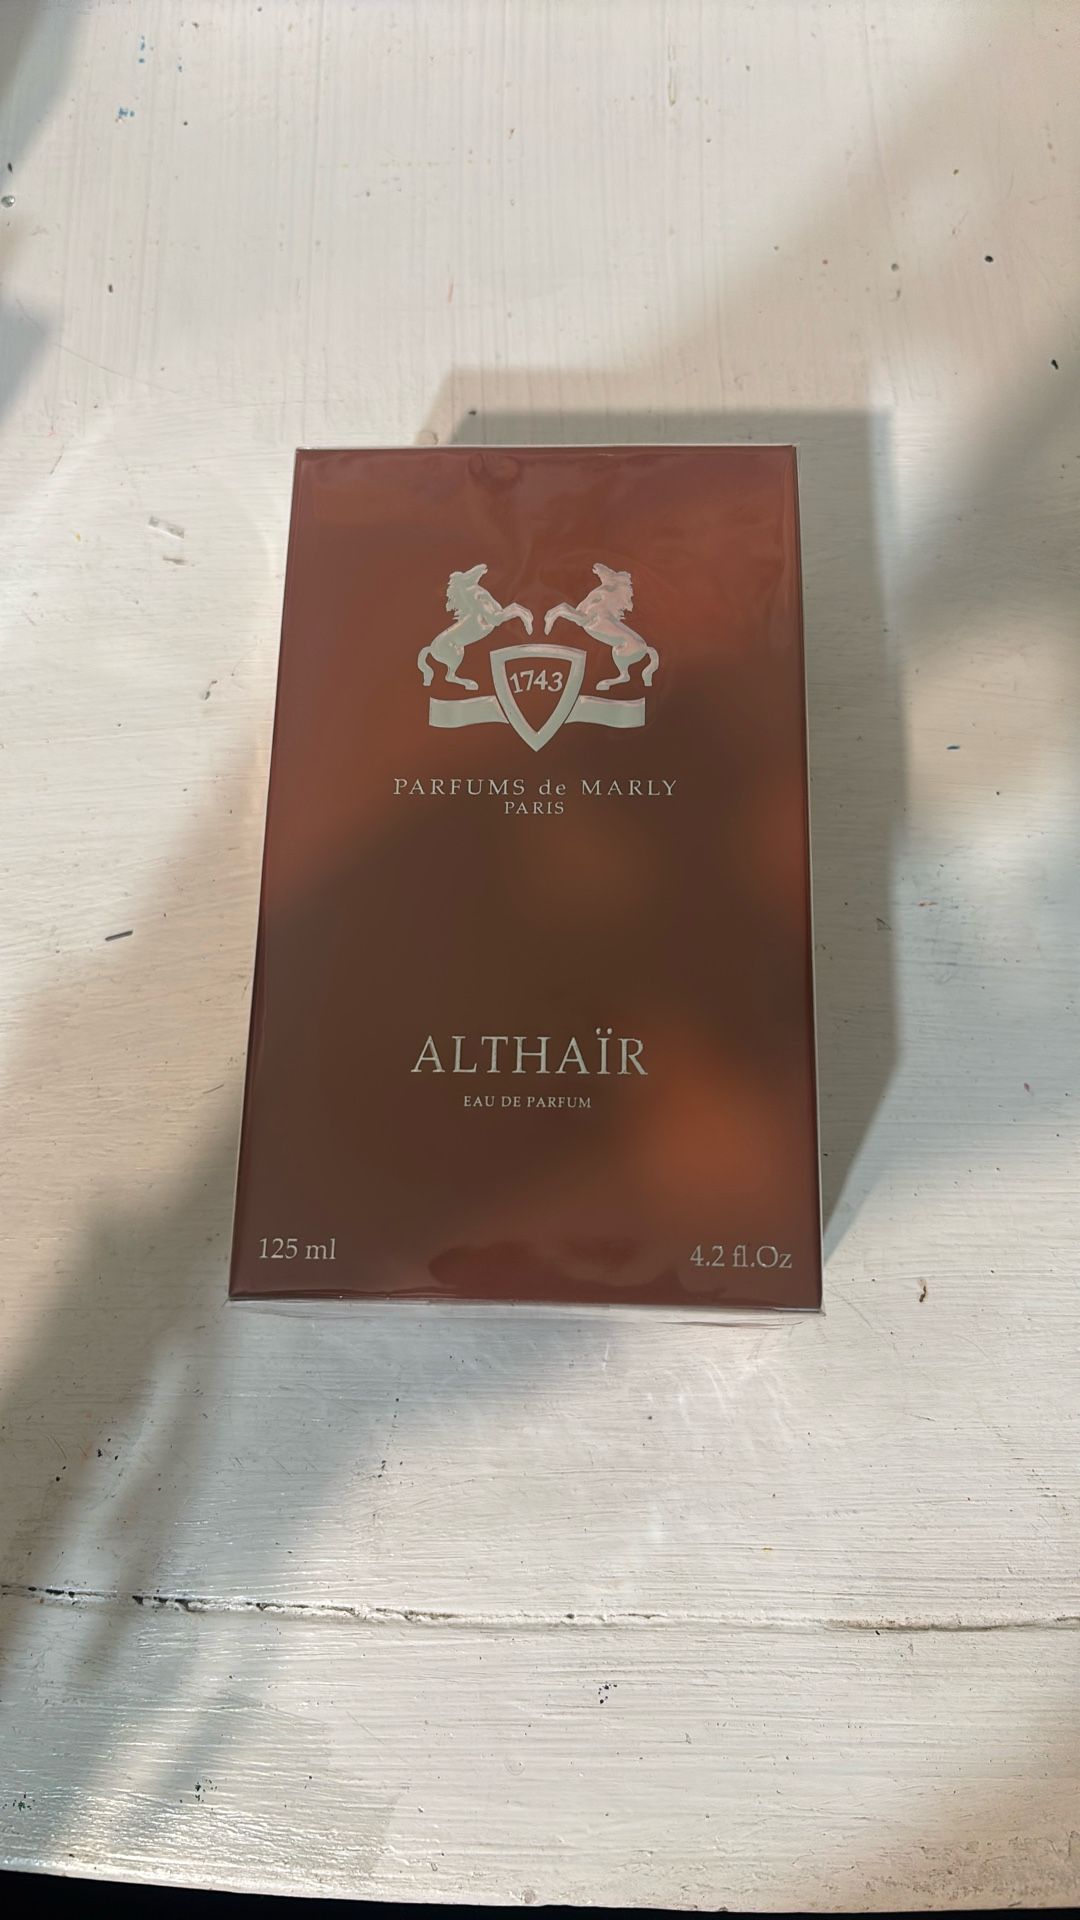 1743
PARFUMS de MARLY
PARIS
ALTHAÏR
EAU DE PARFUM
125 ml
4.2 fl.Oz